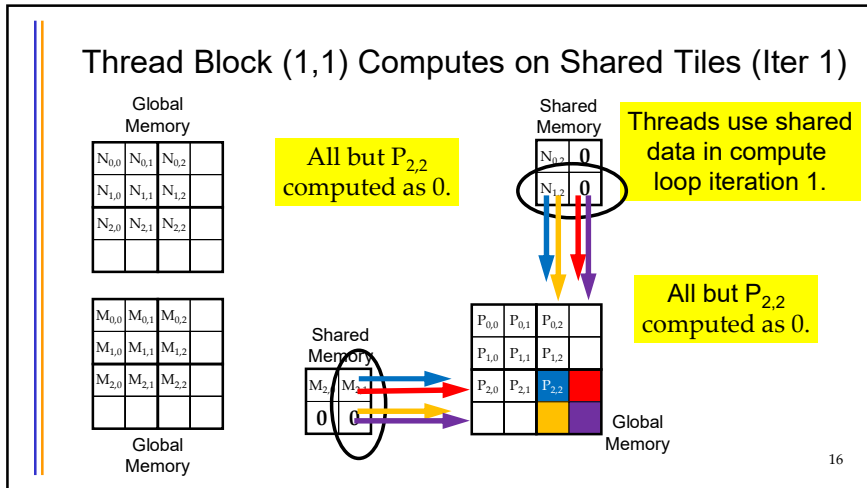 Thread Block (1,1) Computes on Shared Tiles (Iter 1)
Global
Memory
N0,0 N0,1 N0,2
N1,0 N1,1 N1,2
N2,0 N2,1 N2,2
All but P2,2
computed as 0.
Shared
Memory
N0,2 0
N1,2 0
Threads use shared
data in compute
loop iteration 1.
M0,0 M0,1 M0,2
M1,0 M1,1 M1,2
M2,0 M2,1 M2,2
Global
Memory
Shared
Memory
M2,0 M2,1
0 0
P0,0 P0,1 P0,2
P1,0 P1,1 P1,2
P2,0 P2,1 P2,2
Global
Memory
All but P2,2
computed as 0.
16